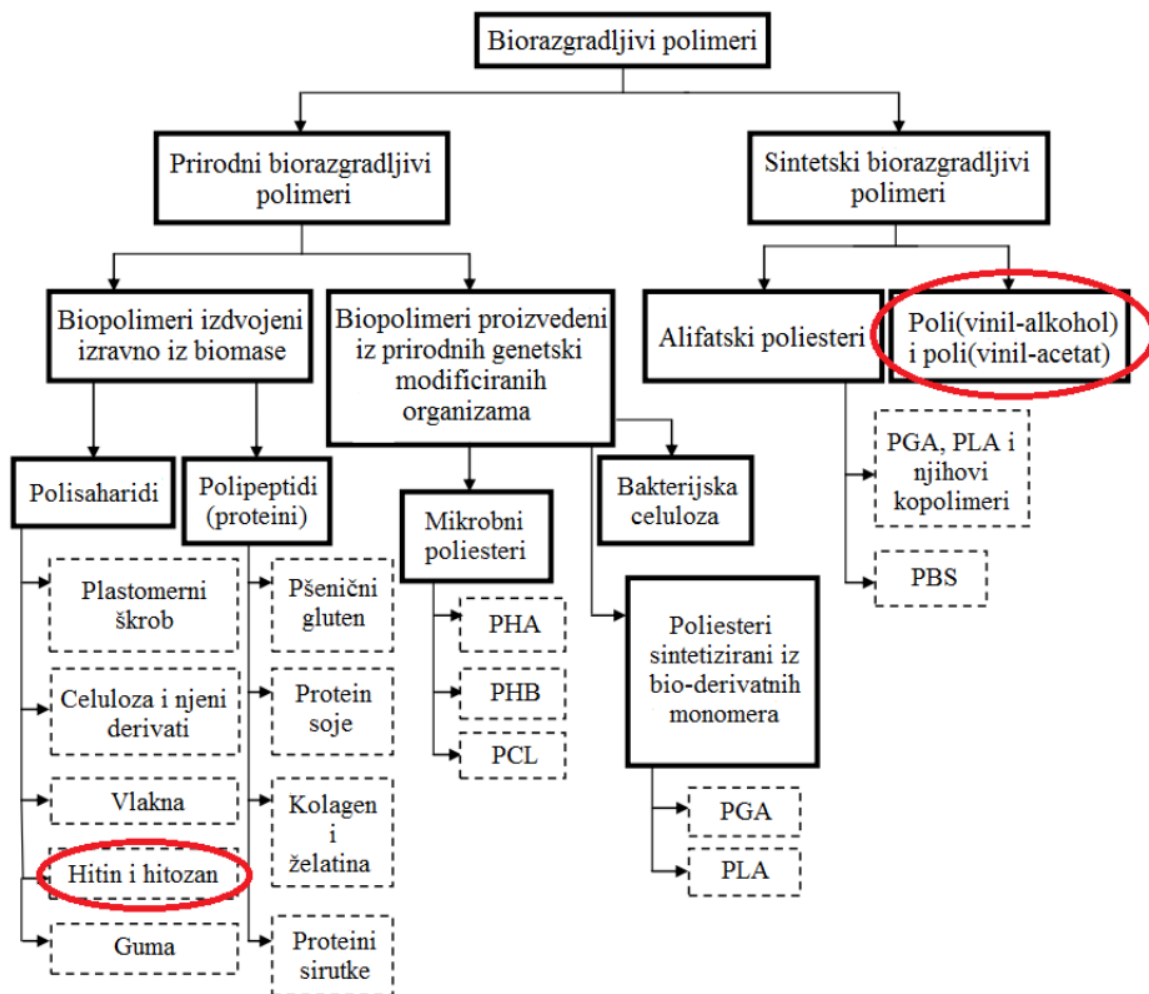 Biorazgradljivi polimeri
Prirodni biorazgradljivi
polimeri
Sintetski biorazgradljivi
polimeri
Biopolimeri izdvojeni
izravno iz biomase
Biopolimeri proizvedeni
iz prirodnih genetski
modificiranih
organizama
Alifatski poliesteri
Poli(vinil-alkohol)
i poli(vinil-acetat)
Polisaharidi
Polipeptidi
(proteini)
Mikrobni
poliesteri
Bakterijska
celuloza
PGA, PLA i
njihovi
kopolimeri
PBS
Plastomerni
škrob
Celuloza i njeni
derivati
Vlakna
Hitin i hitozan
Guma
Pšenični
gluten
Protein
soje
Kolagen
i
želatina
Proteini
sirutke
PHA
PHB
PCL
Poliesteri
sintetizirani iz
bio-derivatnih
monomera
PGA
PLA